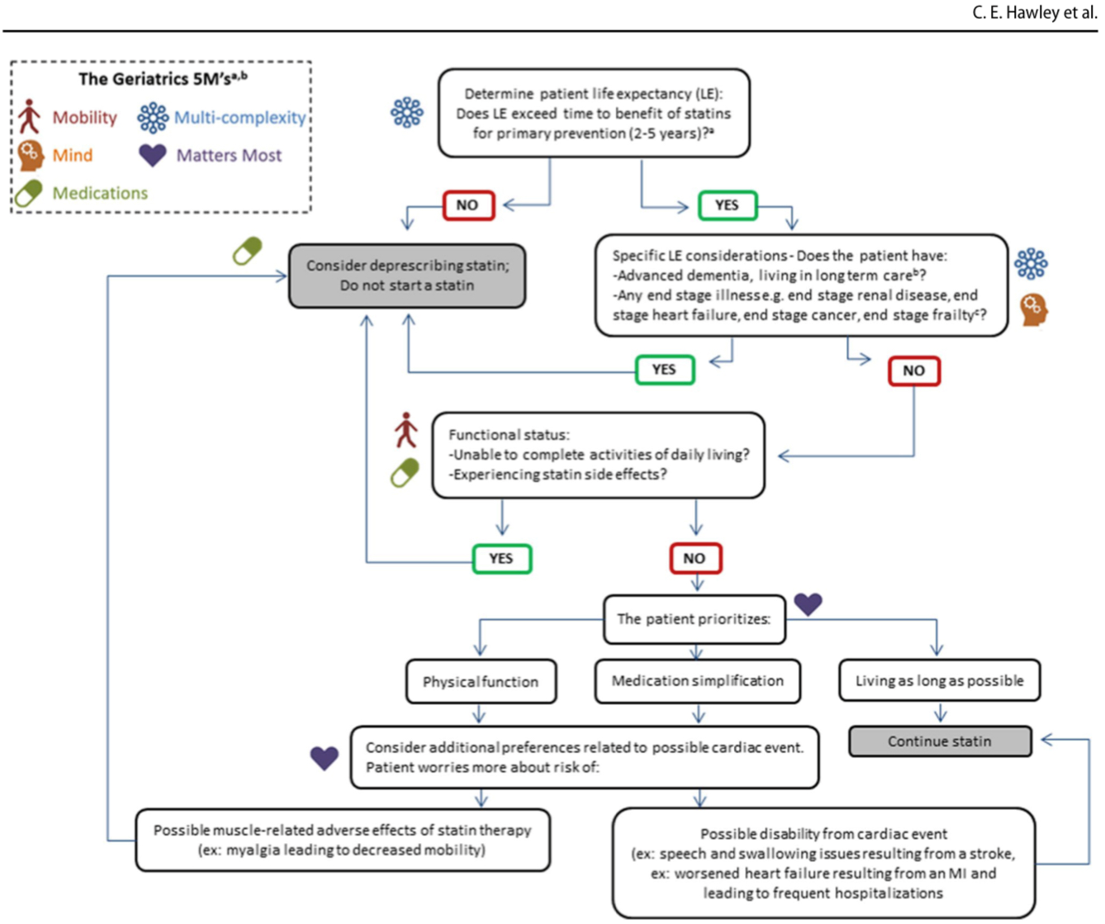 C. E. Hawley et al.
The Geriatrics 5M'sᵃ,ᵇ
Mobility
Multi-complexity
Mind
Matters Most
Medications
Determine patient life expectancy (LE):
Does LE exceed time to benefit of statins
for primary prevention (2-5 years)?ᵃ
NO
YES
Consider deprescribing statin;
Do not start a statin
Specific LE considerations - Does the patient have:
-Advanced dementia, living in long term careᵇ?
-Any end stage illness e.g. end stage renal disease, end
stage heart failure, end stage cancer, end stage frailtyᶜ?
YES
NO
Functional status:
-Unable to complete activities of daily living?
-Experiencing statin side effects?
YES
NO
The patient prioritizes:
Physical function
Medication simplification
Living as long as possible
Continue statin
Consider additional preferences related to possible cardiac event.
Patient worries more about risk of:
Possible muscle-related adverse effects of statin therapy
(ex: myalgia leading to decreased mobility)
Possible disability from cardiac event
(ex: speech and swallowing issues resulting from a stroke,
ex: worsened heart failure resulting from an MI and
leading to frequent hospitalizations